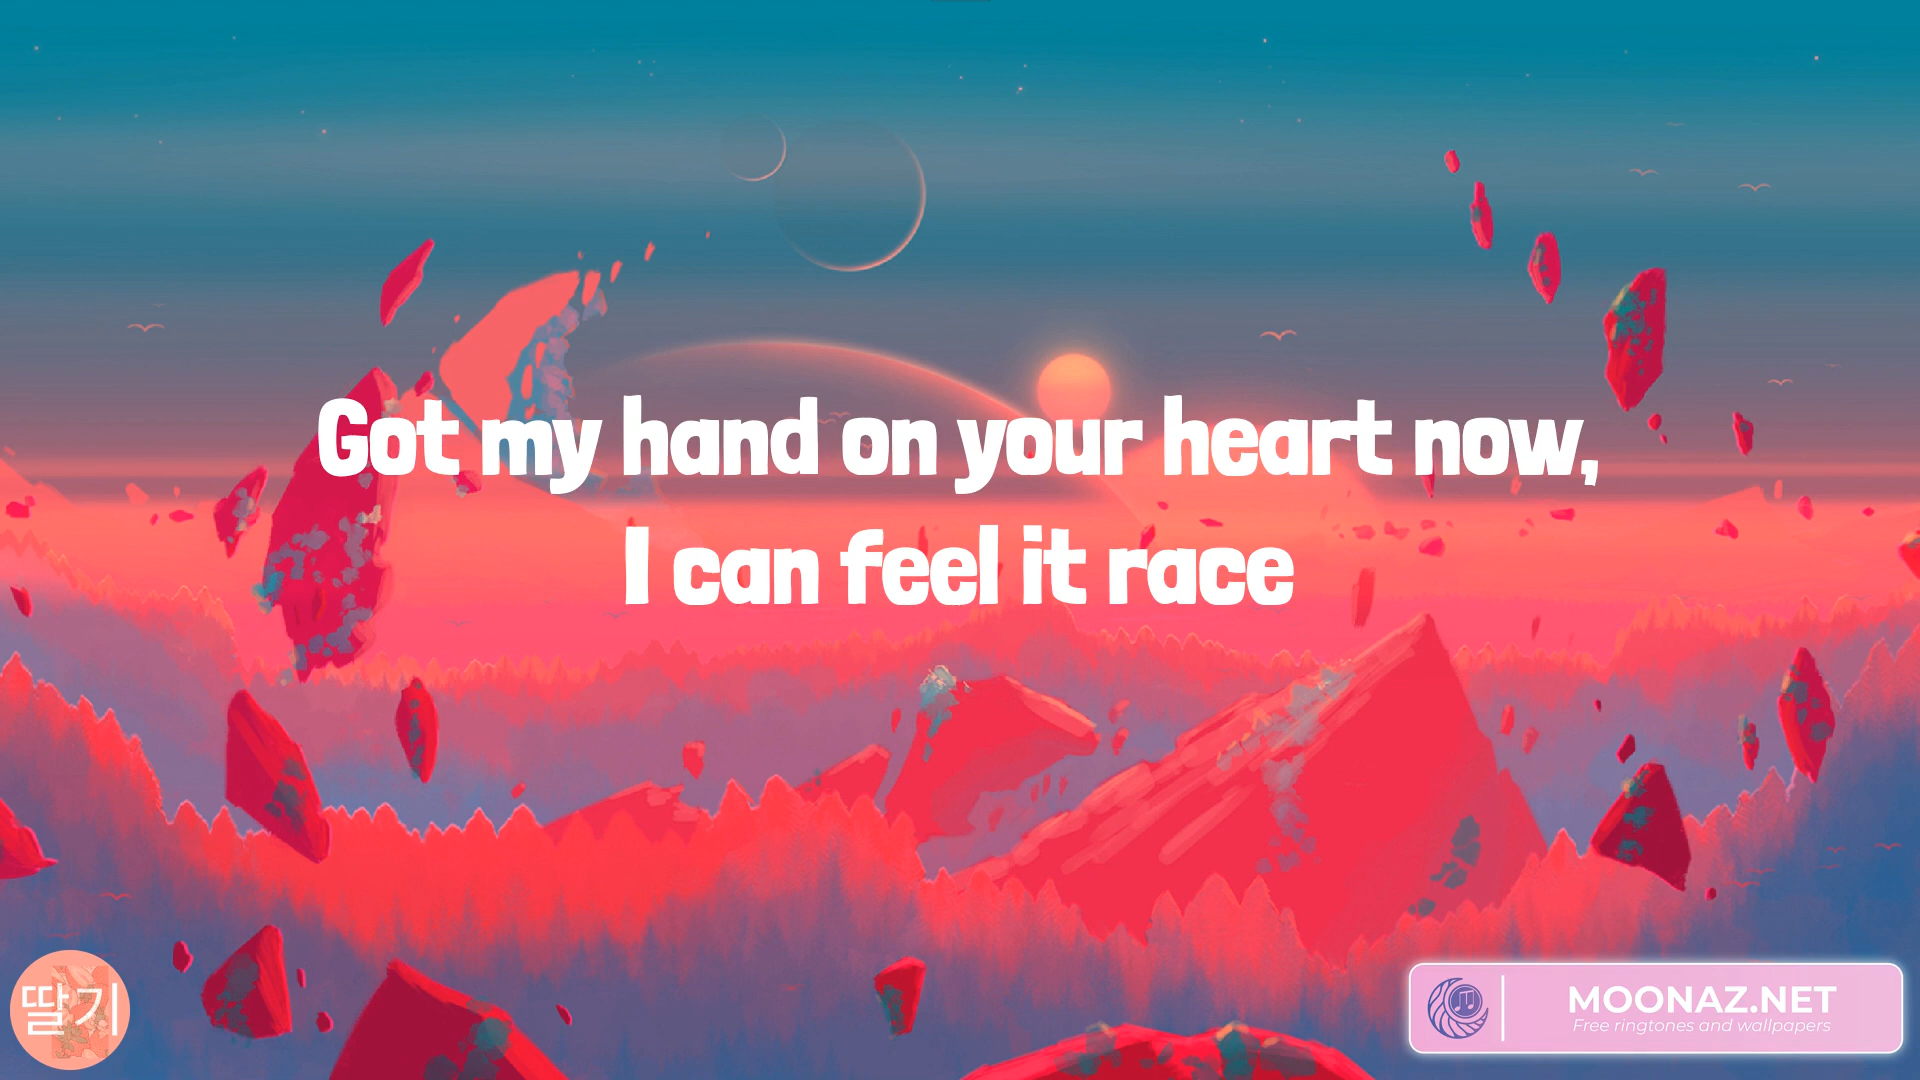 Got my hand on your heart now,
I can feel it race
딸기
MOONAZ.NET
Free ringtones and wallpapers